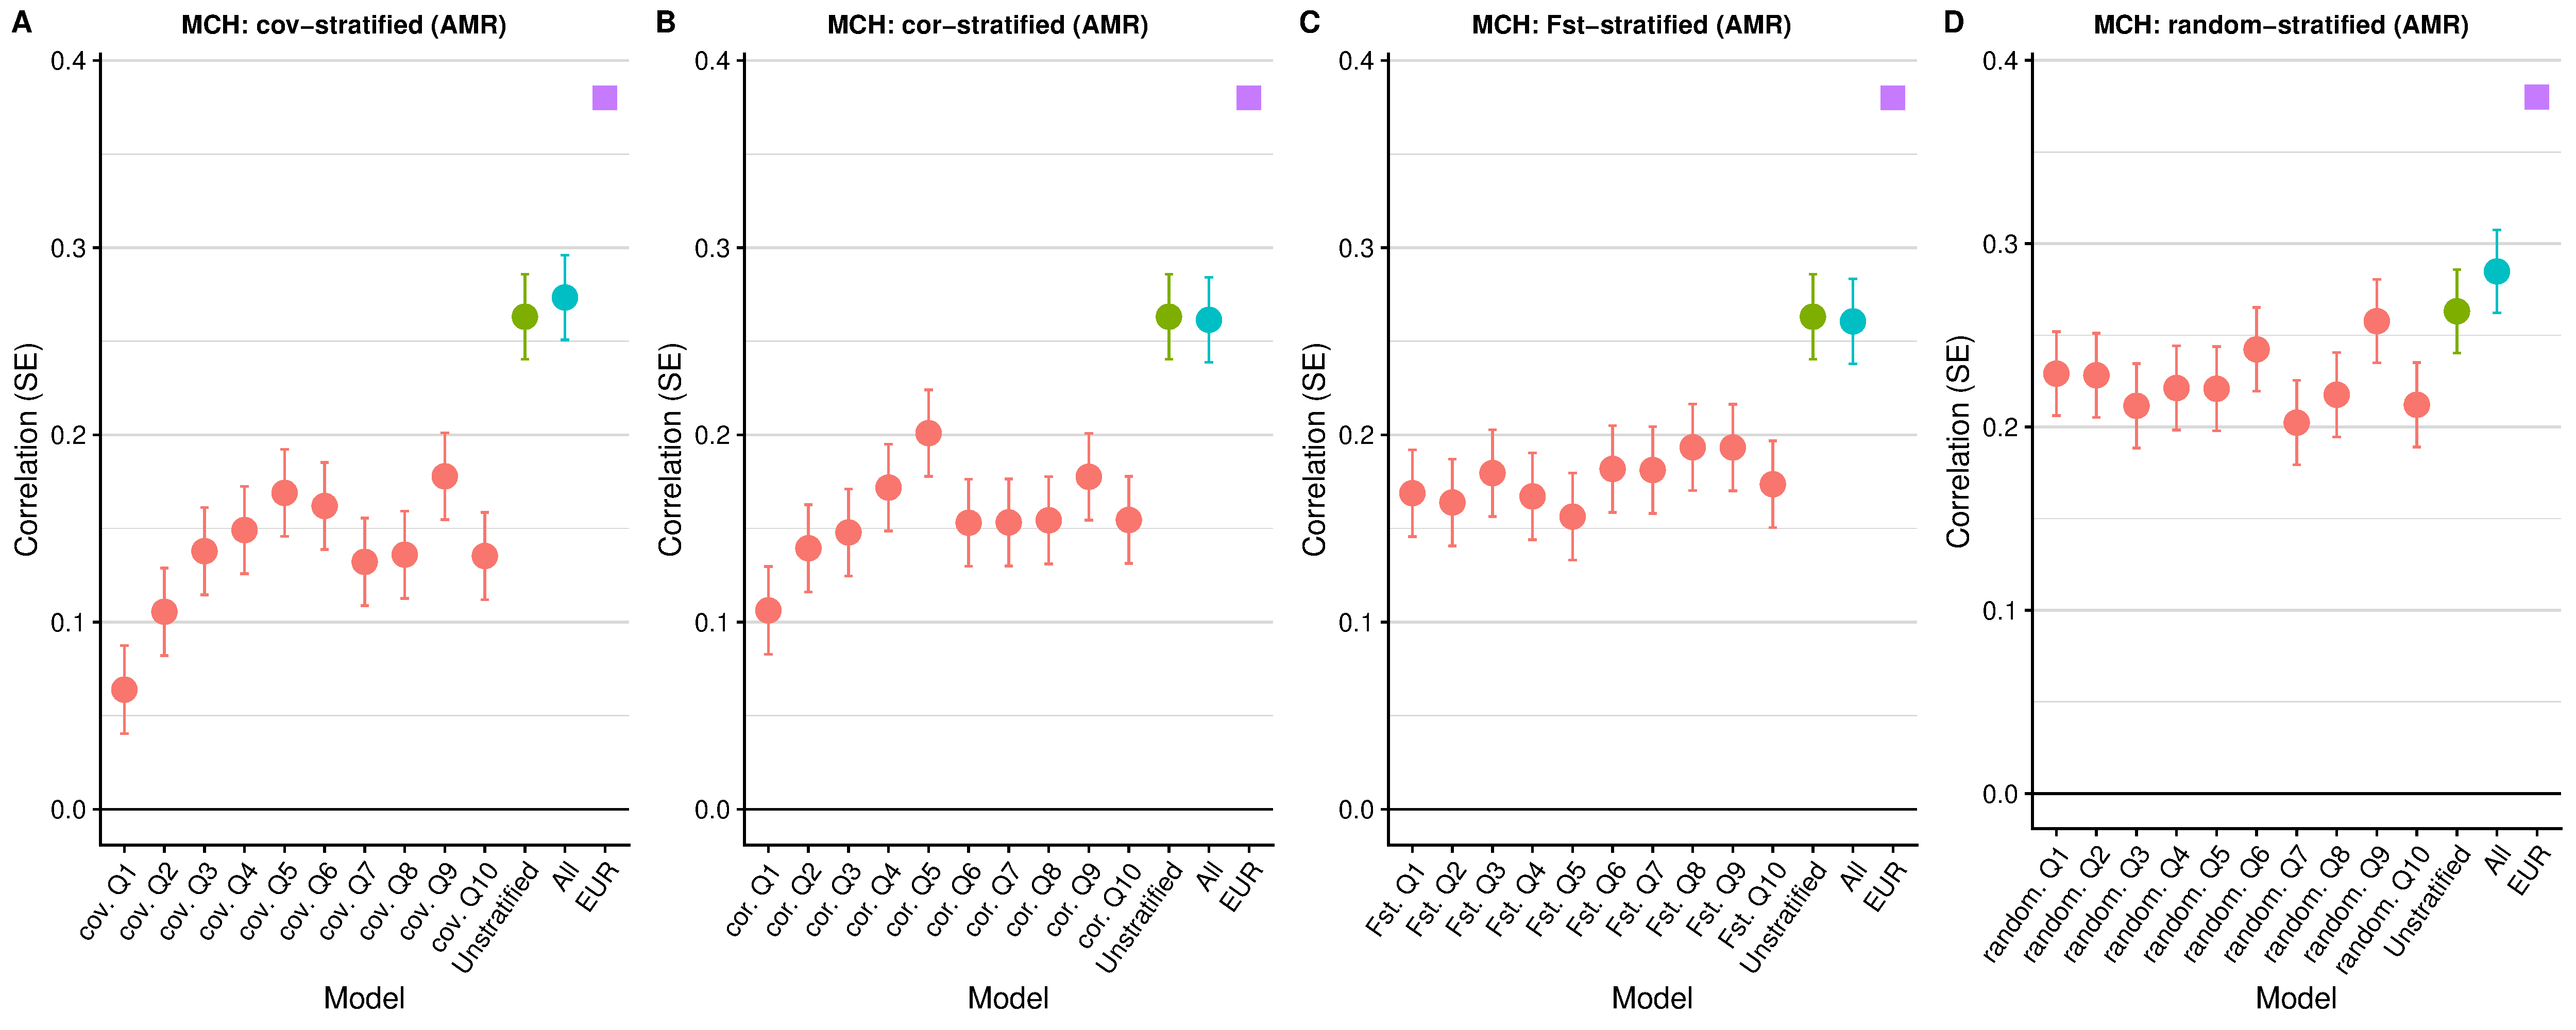 A
MCH: cov−stratified (AMR)
0.4
0.3
0.2
0.1
0.0
Correlation (SE)
cov. Q1
cov. Q2
cov. Q3
cov. Q4
cov. Q5
cov. Q6
cov. Q7
cov. Q8
cov. Q9
cov. Q10
Unstratified
All
EUR
Model
B
MCH: cor−stratified (AMR)
0.4
0.3
0.2
0.1
0.0
Correlation (SE)
cor. Q1
cor. Q2
cor. Q3
cor. Q4
cor. Q5
cor. Q6
cor. Q7
cor. Q8
cor. Q9
cor. Q10
Unstratified
All
EUR
Model
C
MCH: Fst−stratified (AMR)
0.4
0.3
0.2
0.1
0.0
Correlation (SE)
Fst. Q1
Fst. Q2
Fst. Q3
Fst. Q4
Fst. Q5
Fst. Q6
Fst. Q7
Fst. Q8
Fst. Q9
Fst. Q10
Unstratified
All
EUR
Model
D
MCH: random−stratified (AMR)
0.4
0.3
0.2
0.1
0.0
Correlation (SE)
random. Q1
random. Q2
random. Q3
random. Q4
random. Q5
random. Q6
random. Q7
random. Q8
random. Q9
random. Q10
Unstratified
All
EUR
Model